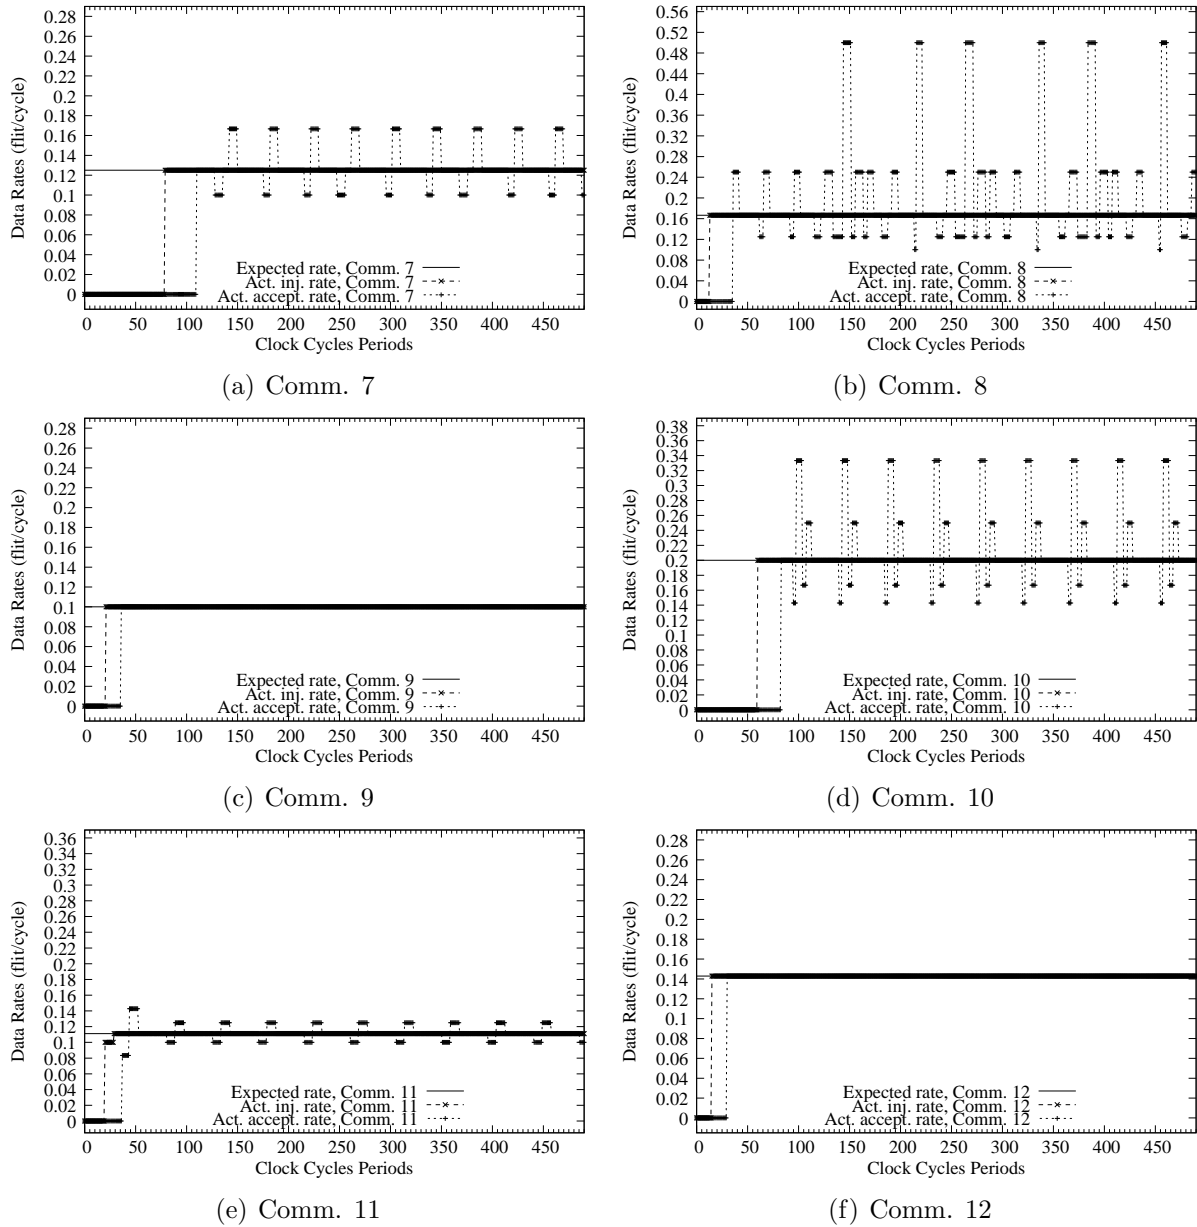 0.28
0.26
0.24
0.22
0.2
0.18
0.16
0.14
0.12
0.1
0.08
0.06
0.04
0.02
0
Data Rates (flit/cycle)
Expected rate, Comm. 7
Act. inj. rate, Comm. 7
Act. accept. rate, Comm. 7
0 50 100 150 200 250 300 350 400 450
Clock Cycles Periods
(a) Comm. 7
0.56
0.52
0.48
0.44
0.4
0.36
0.32
0.28
0.24
0.2
0.16
0.12
0.08
0.04
0
Data Rates (flit/cycle)
Expected rate, Comm. 8
Act. inj. rate, Comm. 8
Act. accept. rate, Comm. 8
0 50 100 150 200 250 300 350 400 450
Clock Cycles Periods
(b) Comm. 8
0.28
0.26
0.24
0.22
0.2
0.18
0.16
0.14
0.12
0.1
0.08
0.06
0.04
0.02
0
Data Rates (flit/cycle)
Expected rate, Comm. 9
Act. inj. rate, Comm. 9
Act. accept. rate, Comm. 9
0 50 100 150 200 250 300 350 400 450
Clock Cycles Periods
(c) Comm. 9
0.38
0.36
0.34
0.32
0.3
0.28
0.26
0.24
0.22
0.2
0.18
0.16
0.14
0.12
0.1
0.08
0.06
0.04
0.02
0
Data Rates (flit/cycle)
Expected rate, Comm. 10
Act. inj. rate, Comm. 10
Act. accept. rate, Comm. 10
0 50 100 150 200 250 300 350 400 450
Clock Cycles Periods
(d) Comm. 10
0.36
0.34
0.32
0.3
0.28
0.26
0.24
0.22
0.2
0.18
0.16
0.14
0.12
0.1
0.08
0.06
0.04
0.02
0
Data Rates (flit/cycle)
Expected rate, Comm. 11
Act. inj. rate, Comm. 11
Act. accept. rate, Comm. 11
0 50 100 150 200 250 300 350 400 450
Clock Cycles Periods
(e) Comm. 11
0.28
0.26
0.24
0.22
0.2
0.18
0.16
0.14
0.12
0.1
0.08
0.06
0.04
0.02
0
Data Rates (flit/cycle)
Expected rate, Comm. 12
Act. inj. rate, Comm. 12
Act. accept. rate, Comm. 12
0 50 100 150 200 250 300 350 400 450
Clock Cycles Periods
(f) Comm. 12